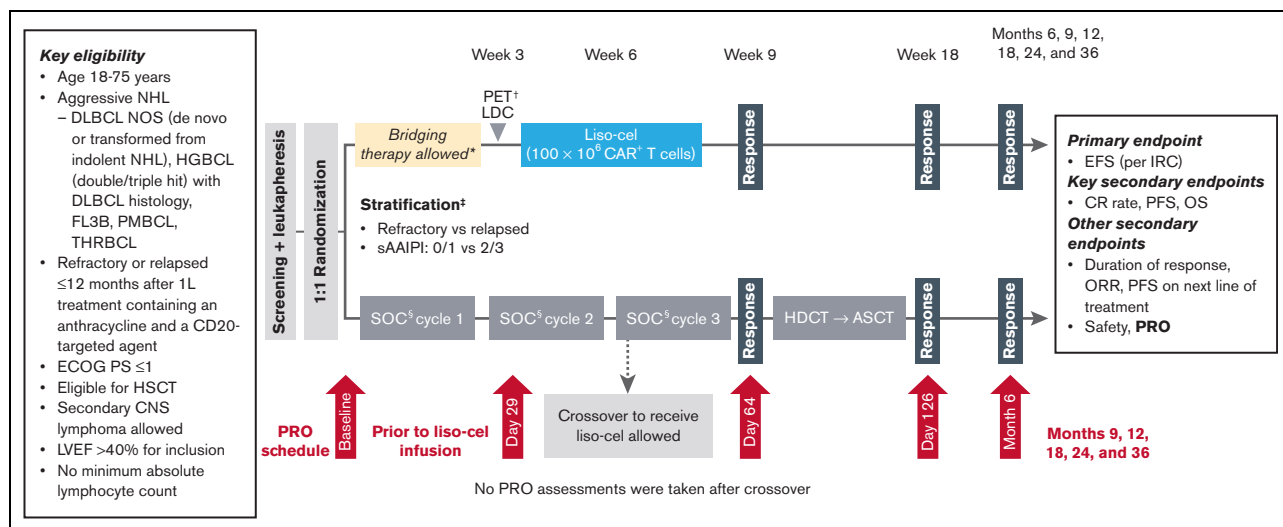 Key eligibility
• Age 18-75 years
• Aggressive NHL
– DLBCL NOS (de novo
or transformed from
indolent NHL), HGBCL
(double/triple hit) with
DLBCL histology,
FL3B, PMBCL,
THRBCL
• Refractory or relapsed
≤12 months after 1L
treatment containing an
anthracycline and a CD20-
targeted agent
• ECOG PS ≤1
• Eligible for HSCT
• Secondary CNS
lymphoma allowed
• LVEF >40% for inclusion
• No minimum absolute
lymphocyte count
Screening + leukapheresis
1:1 Randomization
Week 3
Week 6
Week 9
Week 18
Months 6, 9, 12,
18, 24, and 36
Bridging
therapy allowed*
PET†
LDC
Liso-cel
(100 × 10⁶ CAR⁺ T cells)
Response
Response
Response
Stratification‡
• Refractory vs relapsed
• sAAIPI: 0/1 vs 2/3
SOC§ cycle 1
SOC§ cycle 2
SOC§ cycle 3
Response
HDCT → ASCT
Response
Response
Crossover to receive
liso-cel allowed
PRO
schedule
Baseline
Prior to liso-cel
infusion
Day 29
Day 64
Day 126
Month 6
Months 9, 12,
18, 24, and 36
No PRO assessments were taken after crossover
Primary endpoint
• EFS (per IRC)
Key secondary endpoints
• CR rate, PFS, OS
Other secondary
endpoints
• Duration of response,
ORR, PFS on next line of
treatment
• Safety, PRO